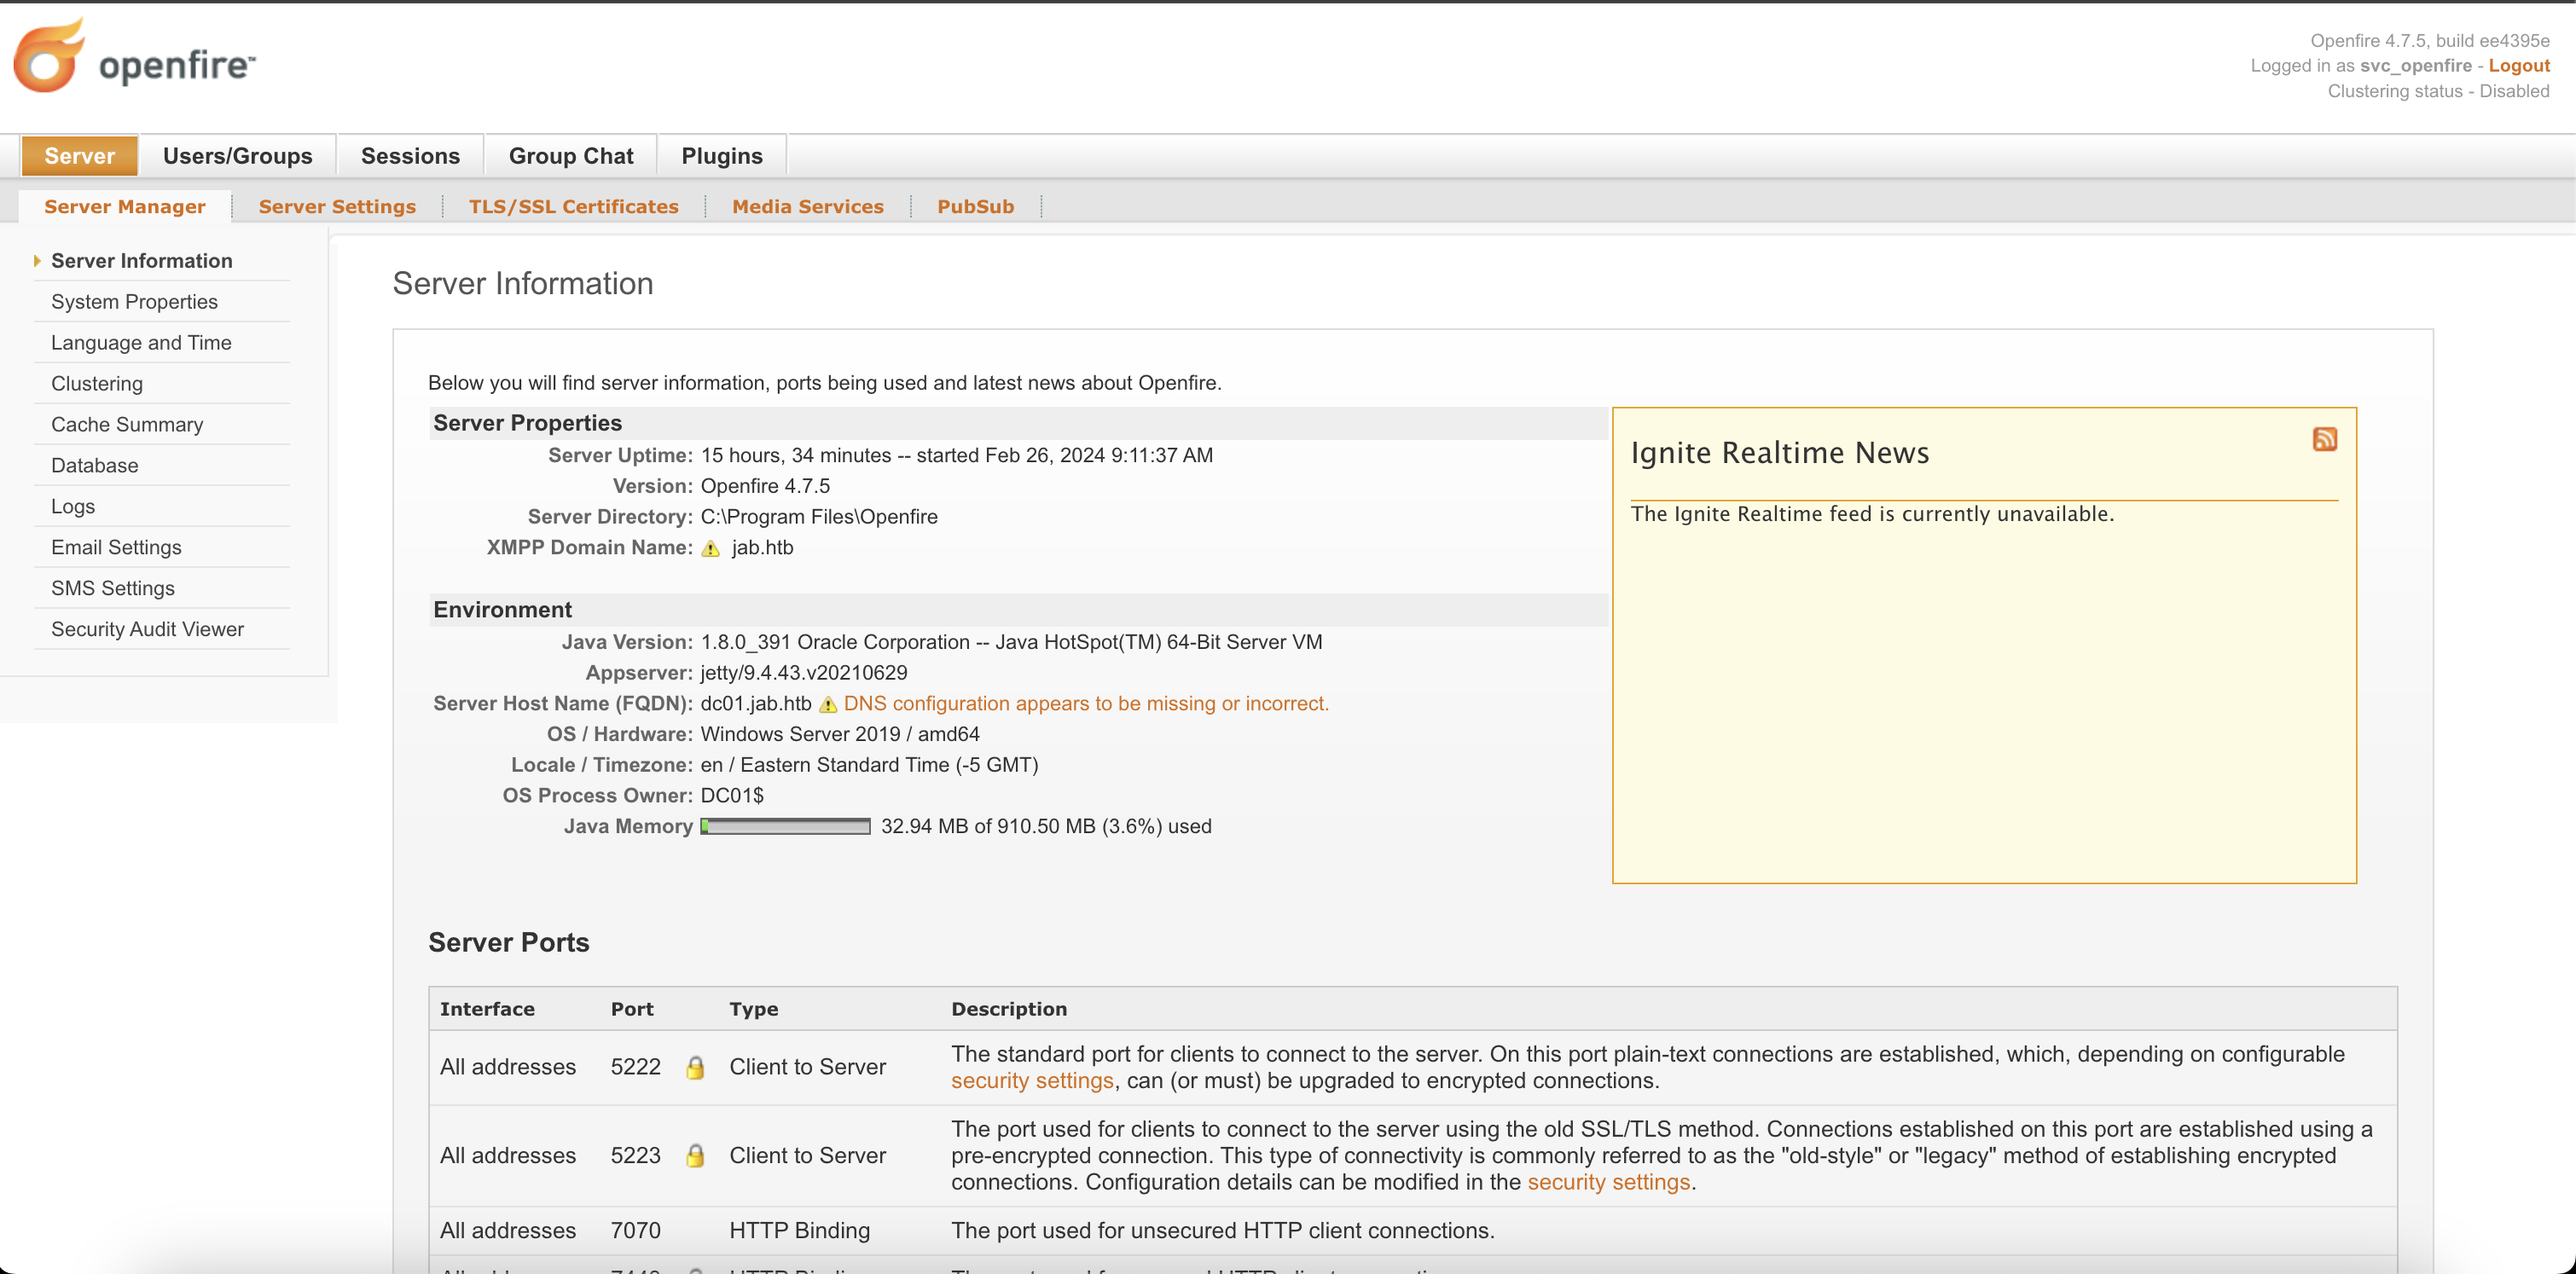 openfire™
Openfire 4.7.5, build ee4395e
Logged in as svc_openfire - Logout
Clustering status - Disabled
Server
Users/Groups
Sessions
Group Chat
Plugins
Server Manager
Server Settings
TLS/SSL Certificates
Media Services
PubSub
Server Information
System Properties
Language and Time
Clustering
Cache Summary
Database
Logs
Email Settings
SMS Settings
Security Audit Viewer
Server Information
Below you will find server information, ports being used and latest news about Openfire.
Server Properties
Server Uptime: 15 hours, 34 minutes -- started Feb 26, 2024 9:11:37 AM
Version: Openfire 4.7.5
Server Directory: C:\Program Files\Openfire
XMPP Domain Name: jab.htb
Environment
Java Version: 1.8.0_391 Oracle Corporation -- Java HotSpot(TM) 64-Bit Server VM
Appserver: jetty/9.4.43.v20210629
Server Host Name (FQDN): dc01.jab.htb DNS configuration appears to be missing or incorrect.
OS / Hardware: Windows Server 2019 / amd64
Locale / Timezone: en / Eastern Standard Time (-5 GMT)
OS Process Owner: DC01$
Java Memory 32.94 MB of 910.50 MB (3.6%) used
Ignite Realtime News
The Ignite Realtime feed is currently unavailable.
Server Ports
Interface Port Type Description
All addresses 5222 Client to Server The standard port for clients to connect to the server. On this port plain-text connections are established, which, depending on configurable
security settings, can (or must) be upgraded to encrypted connections.
All addresses 5223 Client to Server The port used for clients to connect to the server using the old SSL/TLS method. Connections established on this port are established using a
pre-encrypted connection. This type of connectivity is commonly referred to as the "old-style" or "legacy" method of establishing encrypted
connections. Configuration details can be modified in the security settings.
All addresses 7070 HTTP Binding The port used for unsecured HTTP client connections.